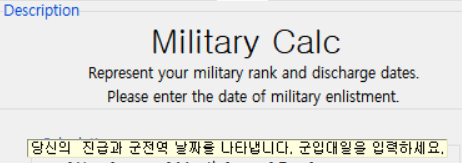 Description
Military Calc
Represent your military rank and discharge dates.
Please enter the date of military enlistment.
당신의 진급과 군전역 날짜를 나타냅니다. 군입대일을 입력하세요.